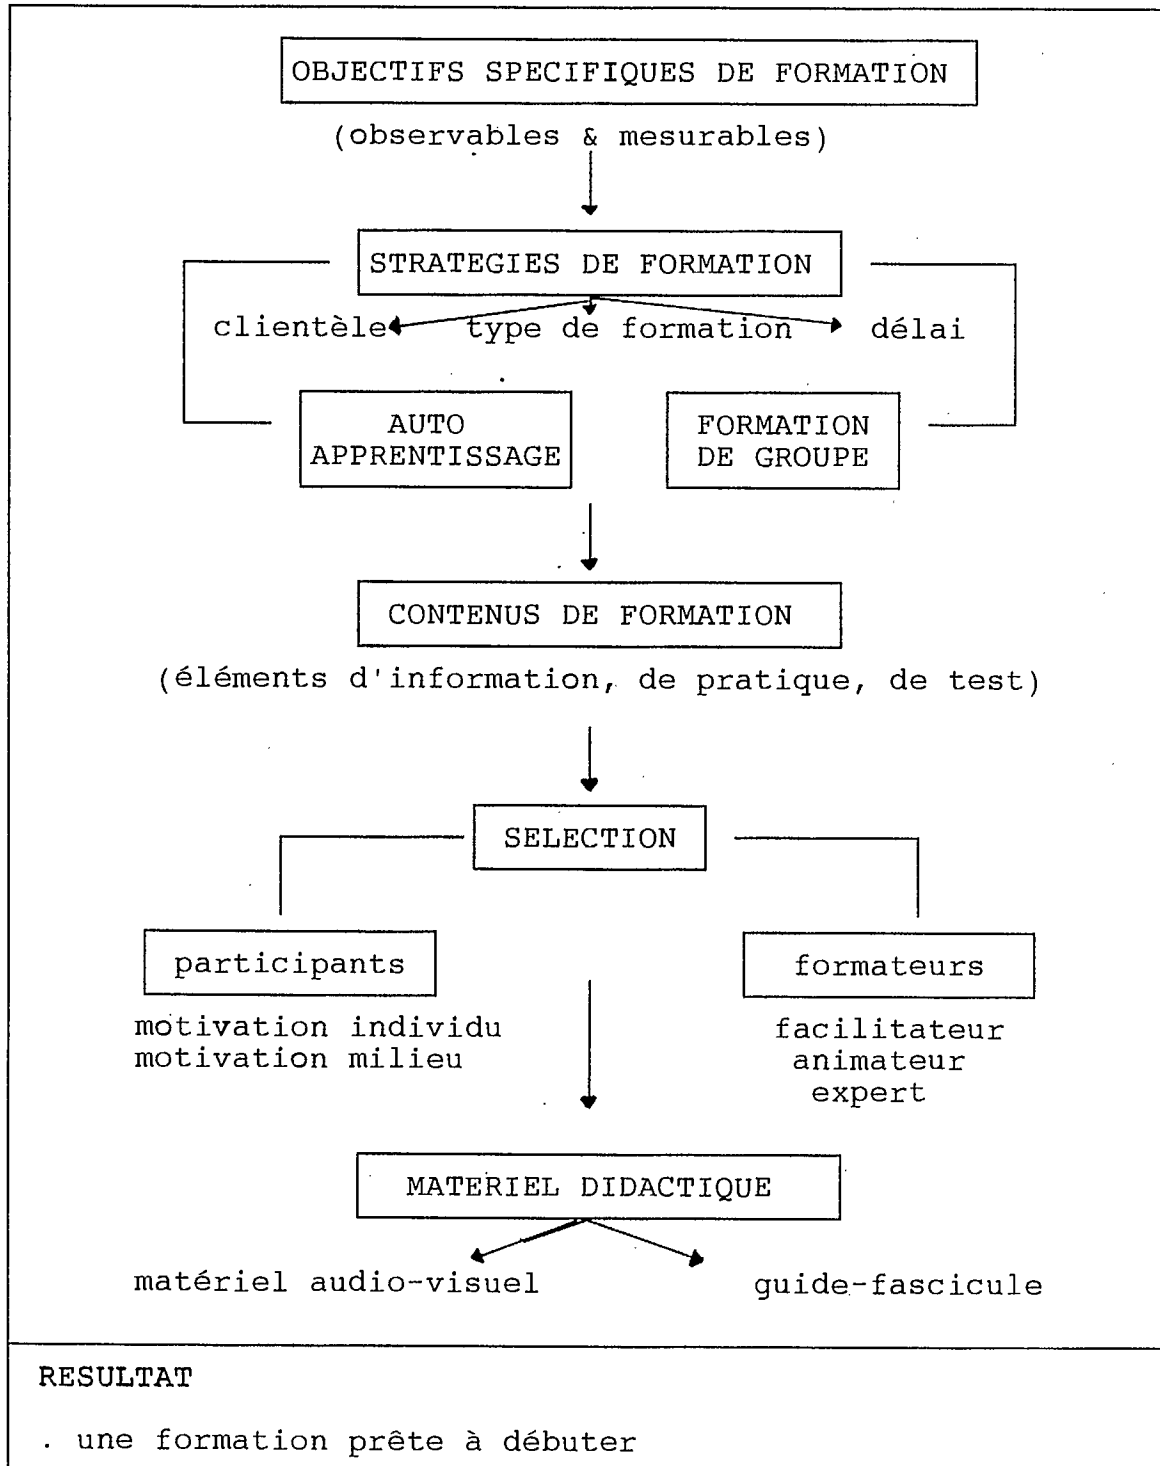 OBJECTIFS SPECIFIQUES DE FORMATION
(observables & mesurables)
STRATEGIES DE FORMATION
clientèle type de formation délai
AUTO
APPRENTISSAGE
FORMATION
DE GROUPE
CONTENUS DE FORMATION
(éléments d'information, de pratique, de test)
SELECTION
participants
motivation individu
motivation milieu
formateurs
facilitateur
animateur
expert
MATERIEL DIDACTIQUE
matériel audio-visuel
guide-fascicule
RESULTAT
. une formation prête à débuter